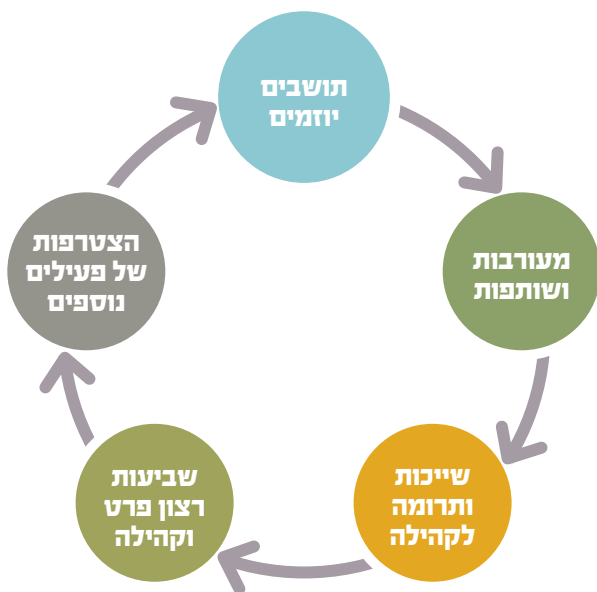 תושבים
יוזמים
מעורבות
ושותפות
שייכות
ותרומה
לקהילה
שביעות
רצון פרט
וקהילה
הצטרפות
של פעילים
נוספים